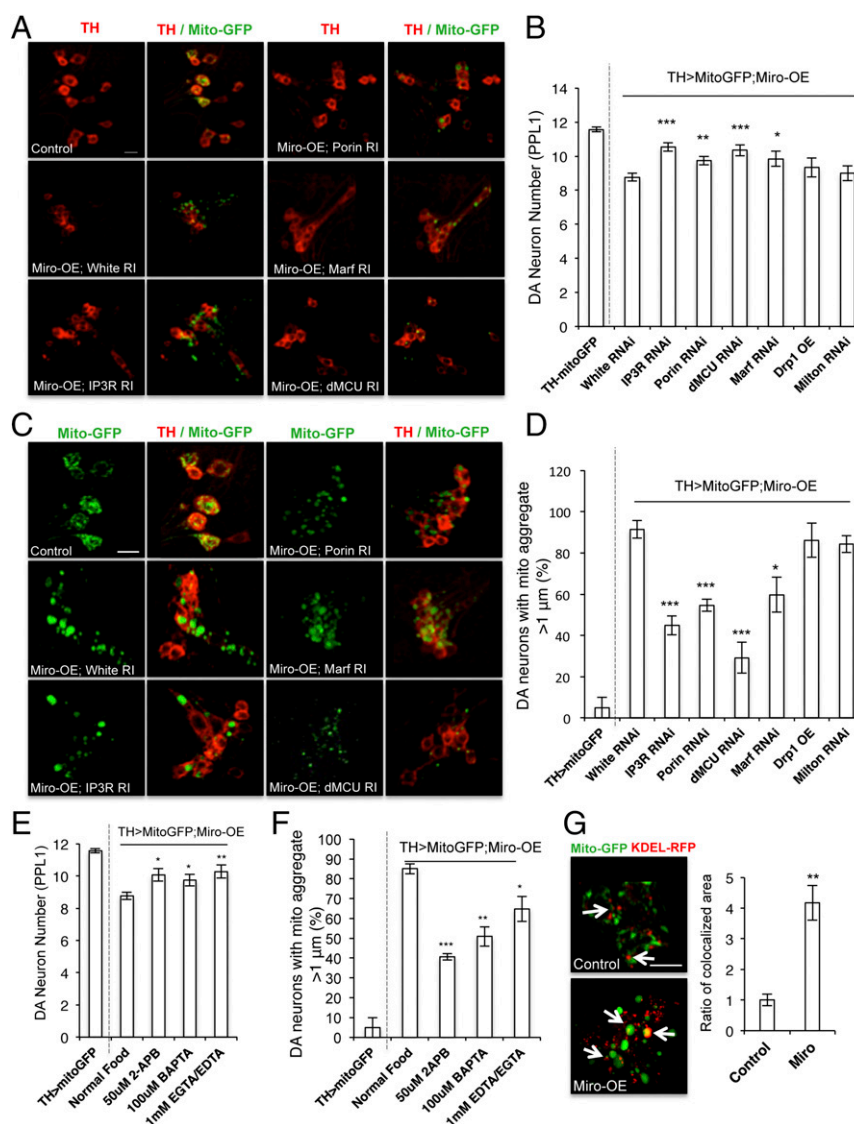 A
TH
TH / Mito-GFP
TH
TH / Mito-GFP
Control
Miro-OE; Porin RI
Miro-OE; White RI
Miro-OE; Marf RI
Miro-OE; IP3R RI
Miro-OE; dMCU RI
B
TH>MitoGFP;Miro-OE
DA Neuron Number (PPL1)
14
12
10
8
6
4
2
0
***
**
***
*
TH-mitoGFP
White RNAi
IP3R RNAi
Porin RNAi
dMCU RNAi
Marf RNAi
Drp1 OE
Milton RNAi
C
Mito-GFP
TH / Mito-GFP
Mito-GFP
TH / Mito-GFP
Control
Miro-OE; Porin RI
Miro-OE; White RI
Miro-OE; Marf RI
Miro-OE; IP3R RI
Miro-OE; dMCU RI
D
TH>MitoGFP;Miro-OE
DA neurons with mito aggregate
>1 µm (%)
120
100
80
60
40
20
0
***
***
***
*
TH>mitoGFP
White RNAi
IP3R RNAi
Porin RNAi
dMCU RNAi
Marf RNAi
Drp1 OE
Milton RNAi
E
TH>MitoGFP;Miro-OE
DA Neuron Number (PPL1)
12
10
8
6
4
2
0
*
*
**
TH>mitoGFP
Normal Food
50uM 2-APB
100uM BAPTA
1mM EGTA/EDTA
F
TH>MitoGFP;Miro-OE
DA neurons with mito aggregate
>1 µm (%)
100
90
80
70
60
50
40
30
20
10
0
***
**
*
TH>mitoGFP
Normal Food
50uM 2APB
100uM BAPTA
1mM EDTA/EGTA
G
Mito-GFP KDEL-RFP
Control
Miro-OE
Ratio of colocalized area
5
4
3
2
1
0
**
Control
Miro